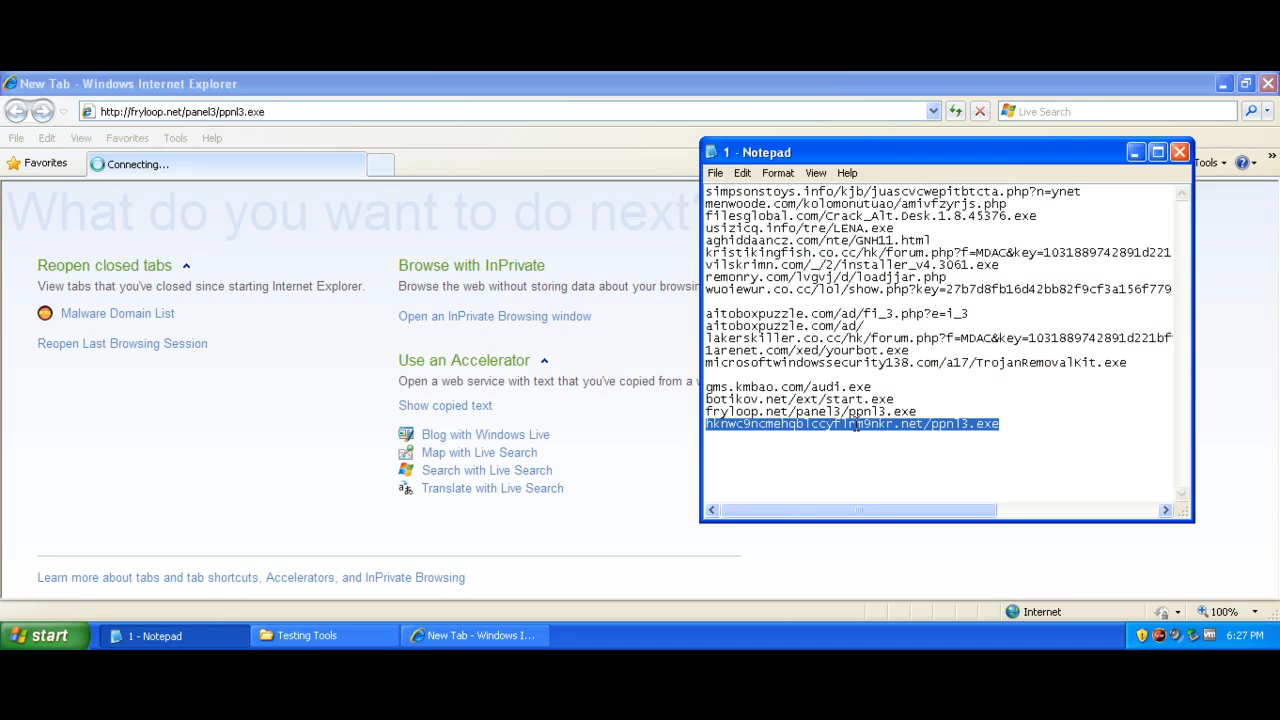 New Tab - Windows Internet Explorer
http://fryloop.net/panel3/ppnl3.exe
Live Search
File Edit View Favorites Tools Help
Favorites
Connecting...
Tools
What do you want to do next?
Reopen closed tabs
View tabs that you've closed since starting Internet Explorer.
Malware Domain List
Reopen Last Browsing Session
Browse with InPrivate
Browse the web without storing data about your browsin
Open an InPrivate Browsing window
Use an Accelerator
Open a web service with text that you've copied from a w
Show copied text
Blog with Windows Live
Map with Live Search
Search with Live Search
Translate with Live Search
Learn more about tabs and tab shortcuts, Accelerators, and InPrivate Browsing
1 - Notepad
File Edit Format View Help
simpsonstoys.info/kjb/juascvcwepitbtcta.php?n=ynet
menwoode.com/kolomonutuao/amivfzyrjs.php
filesglobal.com/Crack_Alt.Desk.1.8.45376.exe
usizicq.info/tre/LENA.exe
aghiddaancz.com/nte/GNH11.html
kristikingfish.co.cc/hk/forum.php?f=MDAC&key=1031889742891d221
vilskrimn.com/_/2/installer_v4.3061.exe
remonry.com/lvgvj/d/loadjjar.php
wuoiewur.co.cc/lol/show.php?key=27b7d8fb16d42bb82f9cf3a156f779
aitoboxpuzzle.com/ad/fi_3.php?e=i_3
aitoboxpuzzle.com/ad/
lakerskiller.co.cc/hk/forum.php?f=MDAC&key=1031889742891d221bf
1arenet.com/xed/yourbot.exe
microsoftwindowssecurity138.com/a17/TrojanRemovalKit.exe
gms.kmbao.com/audi.exe
botikov.net/ext/start.exe
fryloop.net/panel3/ppnl3.exe
Internet
100%
start
1 - Notepad
Testing Tools
New Tab - Windows I...
6:27 PM